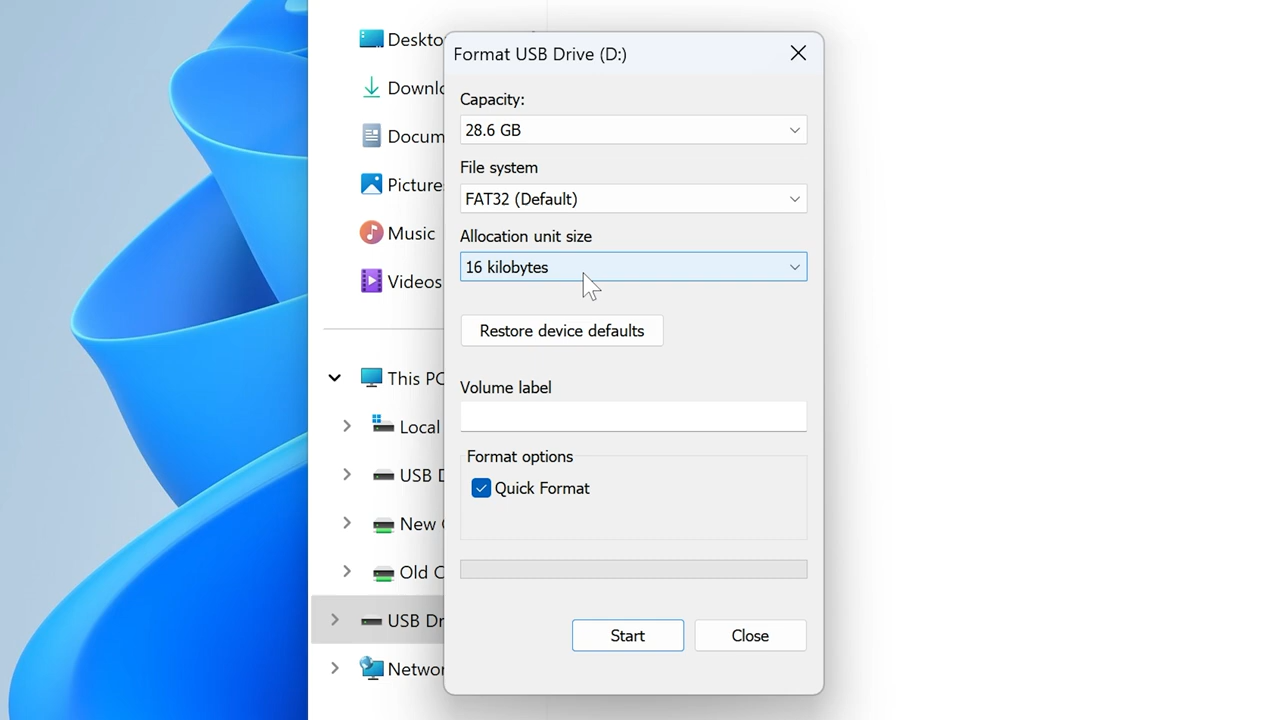 Format USB Drive (D:)
Capacity:
28.6 GB
File system
FAT32 (Default)
Allocation unit size
16 kilobytes
Restore device defaults
Volume label
Format options
Quick Format
Start
Close
Deskto
Downlo
Docum
Picture
Music
Videos
This PC
Local
USB D
New
Old C
USB Dr
Networ